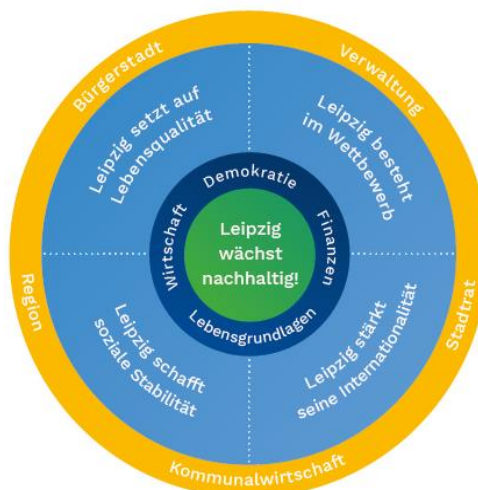 Bürgerstadt
Verwaltung
Leipzig setzt auf
Lebensqualität
Leipzig besteht
im Wettbewerb
Demokratie
Wirtschaft
Finanzen
Leipzig
wächst
nachhaltig!
Lebensgrundlagen
Region
Stadtrat
Leipzig schafft
soziale Stabilität
Leipzig stärkt
seine Internationalität
Kommunalwirtschaft